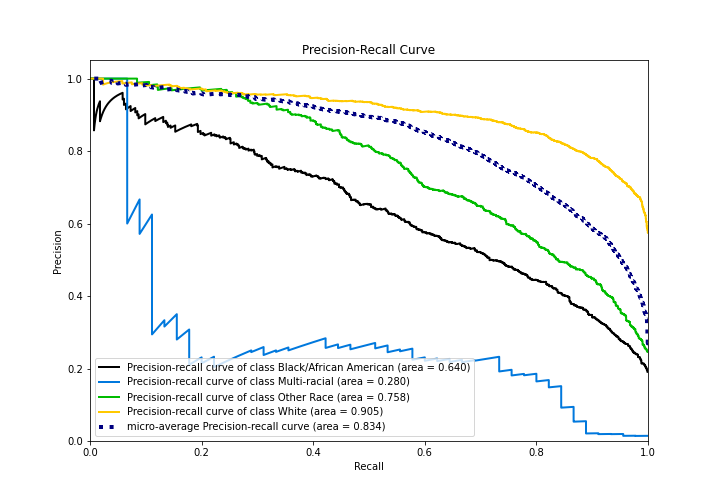 Precision-Recall Curve
Precision
1.0
0.8
0.6
0.4
0.2
0.0
Precision-recall curve of class Black/African American (area = 0.640)
Precision-recall curve of class Multi-racial (area = 0.280)
Precision-recall curve of class Other Race (area = 0.758)
Precision-recall curve of class White (area = 0.905)
micro-average Precision-recall curve (area = 0.834)
0.0 0.2 0.4 0.6 0.8 1.0
Recall